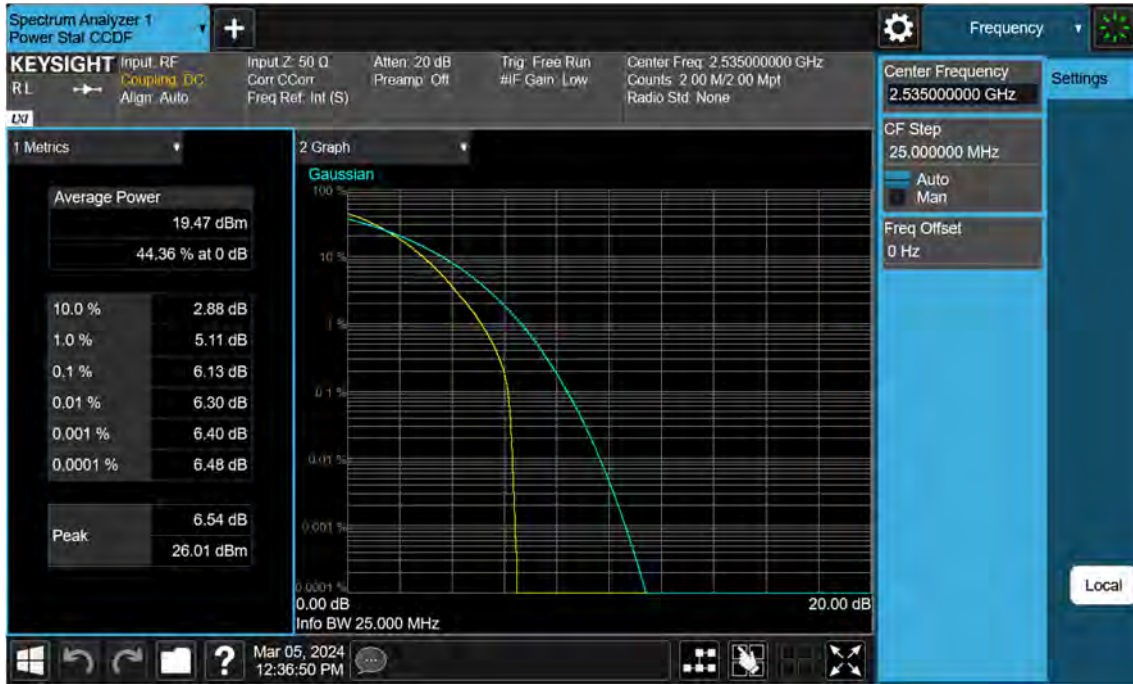 Spectrum Analyzer 1
Power Stat CCDF
Frequency
KEYSIGHT
RL
LXI
Input: RF
Coupling: DC
Align: Auto
Input Z: 50 Ω
Corr CCorr
Freq Ref: Int (S)
Atten: 20 dB
Preamp: Off
Trig: Free Run
#IF Gain: Low
Center Freq: 2.535000000 GHz
Counts: 2.00 M/2.00 Mpt
Radio Std: None
Center Frequency
2.535000000 GHz
Settings
CF Step
25.000000 MHz
Auto
Man
Freq Offset
0 Hz
1 Metrics
Average Power
19.47 dBm
44.36 % at 0 dB
10.0 % 2.88 dB
1.0 % 5.11 dB
0.1 % 6.13 dB
0.01 % 6.30 dB
0.001 % 6.40 dB
0.0001 % 6.48 dB
Peak
6.54 dB
26.01 dBm
2 Graph
Gaussian
100 %
10 %
1 %
0.1 %
0.01 %
0.001 %
0.0001 %
0.00 dB
20.00 dB
Info BW 25.000 MHz
Local
?
Mar 05, 2024
12:36:50 PM